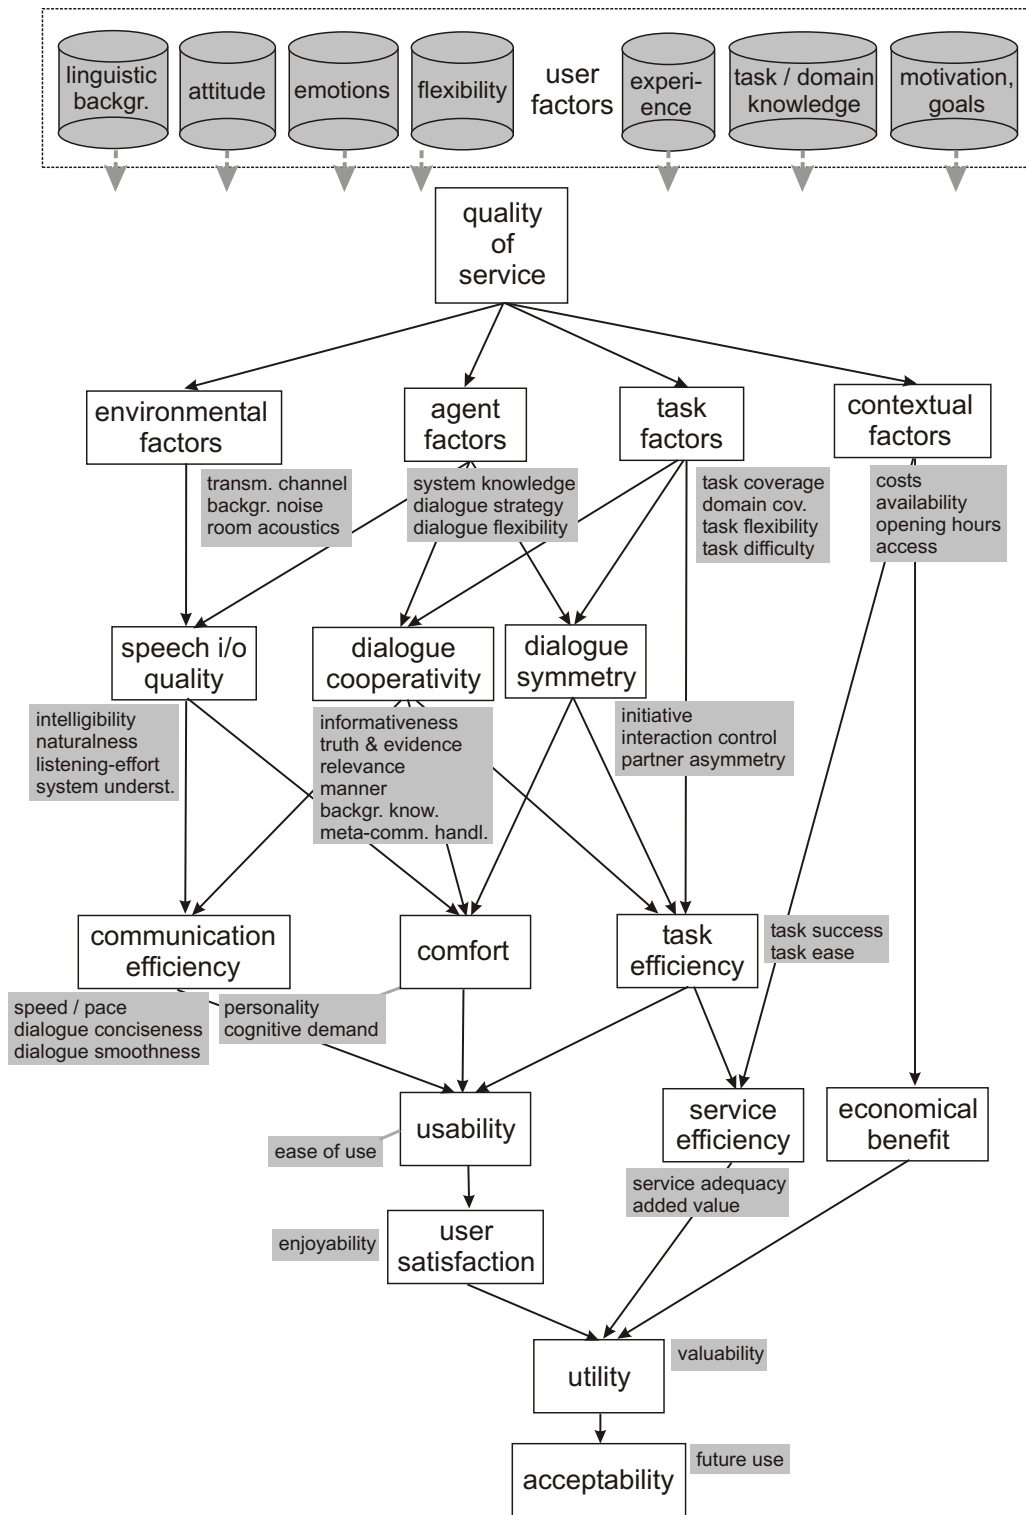 linguistic
backgr.
attitude
emotions
flexibility
user
factors
experi-
ence
task / domain
knowledge
motivation,
goals
quality
of
service
environmental
factors
agent
factors
task
factors
contextual
factors
transm. channel
backgr. noise
room acoustics
system knowledge
dialogue strategy
dialogue flexibility
task coverage
domain cov.
task flexibility
task difficulty
costs
availability
opening hours
access
speech i/o
quality
dialogue
cooperativity
dialogue
symmetry
intelligibility
naturalness
listening-effort
system underst.
informativeness
truth & evidence
relevance
manner
backgr. know.
meta-comm. handl.
initiative
interaction control
partner asymmetry
communication
efficiency
comfort
task
efficiency
task success
task ease
speed / pace
dialogue conciseness
dialogue smoothness
personality
cognitive demand
usability
service
efficiency
economical
benefit
ease of use
service adequacy
added value
user
satisfaction
enjoyability
utility
valuability
acceptability
future use